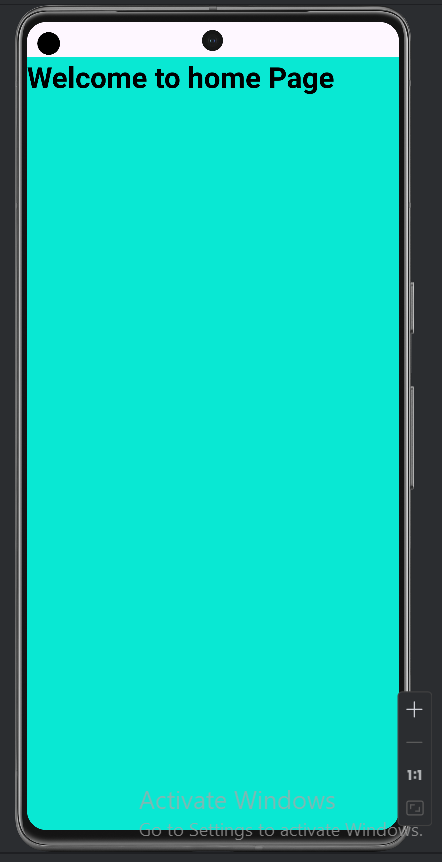 Welcome to home Page
1:1
Activate Windows
Go to Settings to activate Windows.